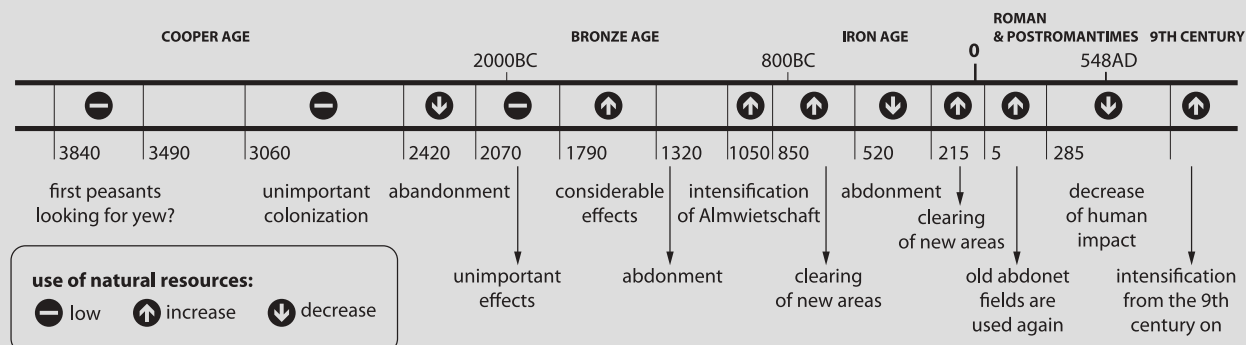 COOPER AGE
BRONZE AGE
IRON AGE
ROMAN
& POSTROMANTIMES
9TH CENTURY
2000BC
800BC
0
548AD
3840
3490
3060
2420
2070
1790
1320
1050
850
520
215
5
285
first peasants
looking for yew?
unimportant
colonization
abandonment
unimportant
effects
considerable
effects
abdonment
intensification
of Almwietschaft
clearing
of new areas
abdonment
clearing
of new areas
old abdonet
fields are
used again
decrease
of human
impact
intensification
from the 9th
century on
use of natural resources:
low
increase
decrease